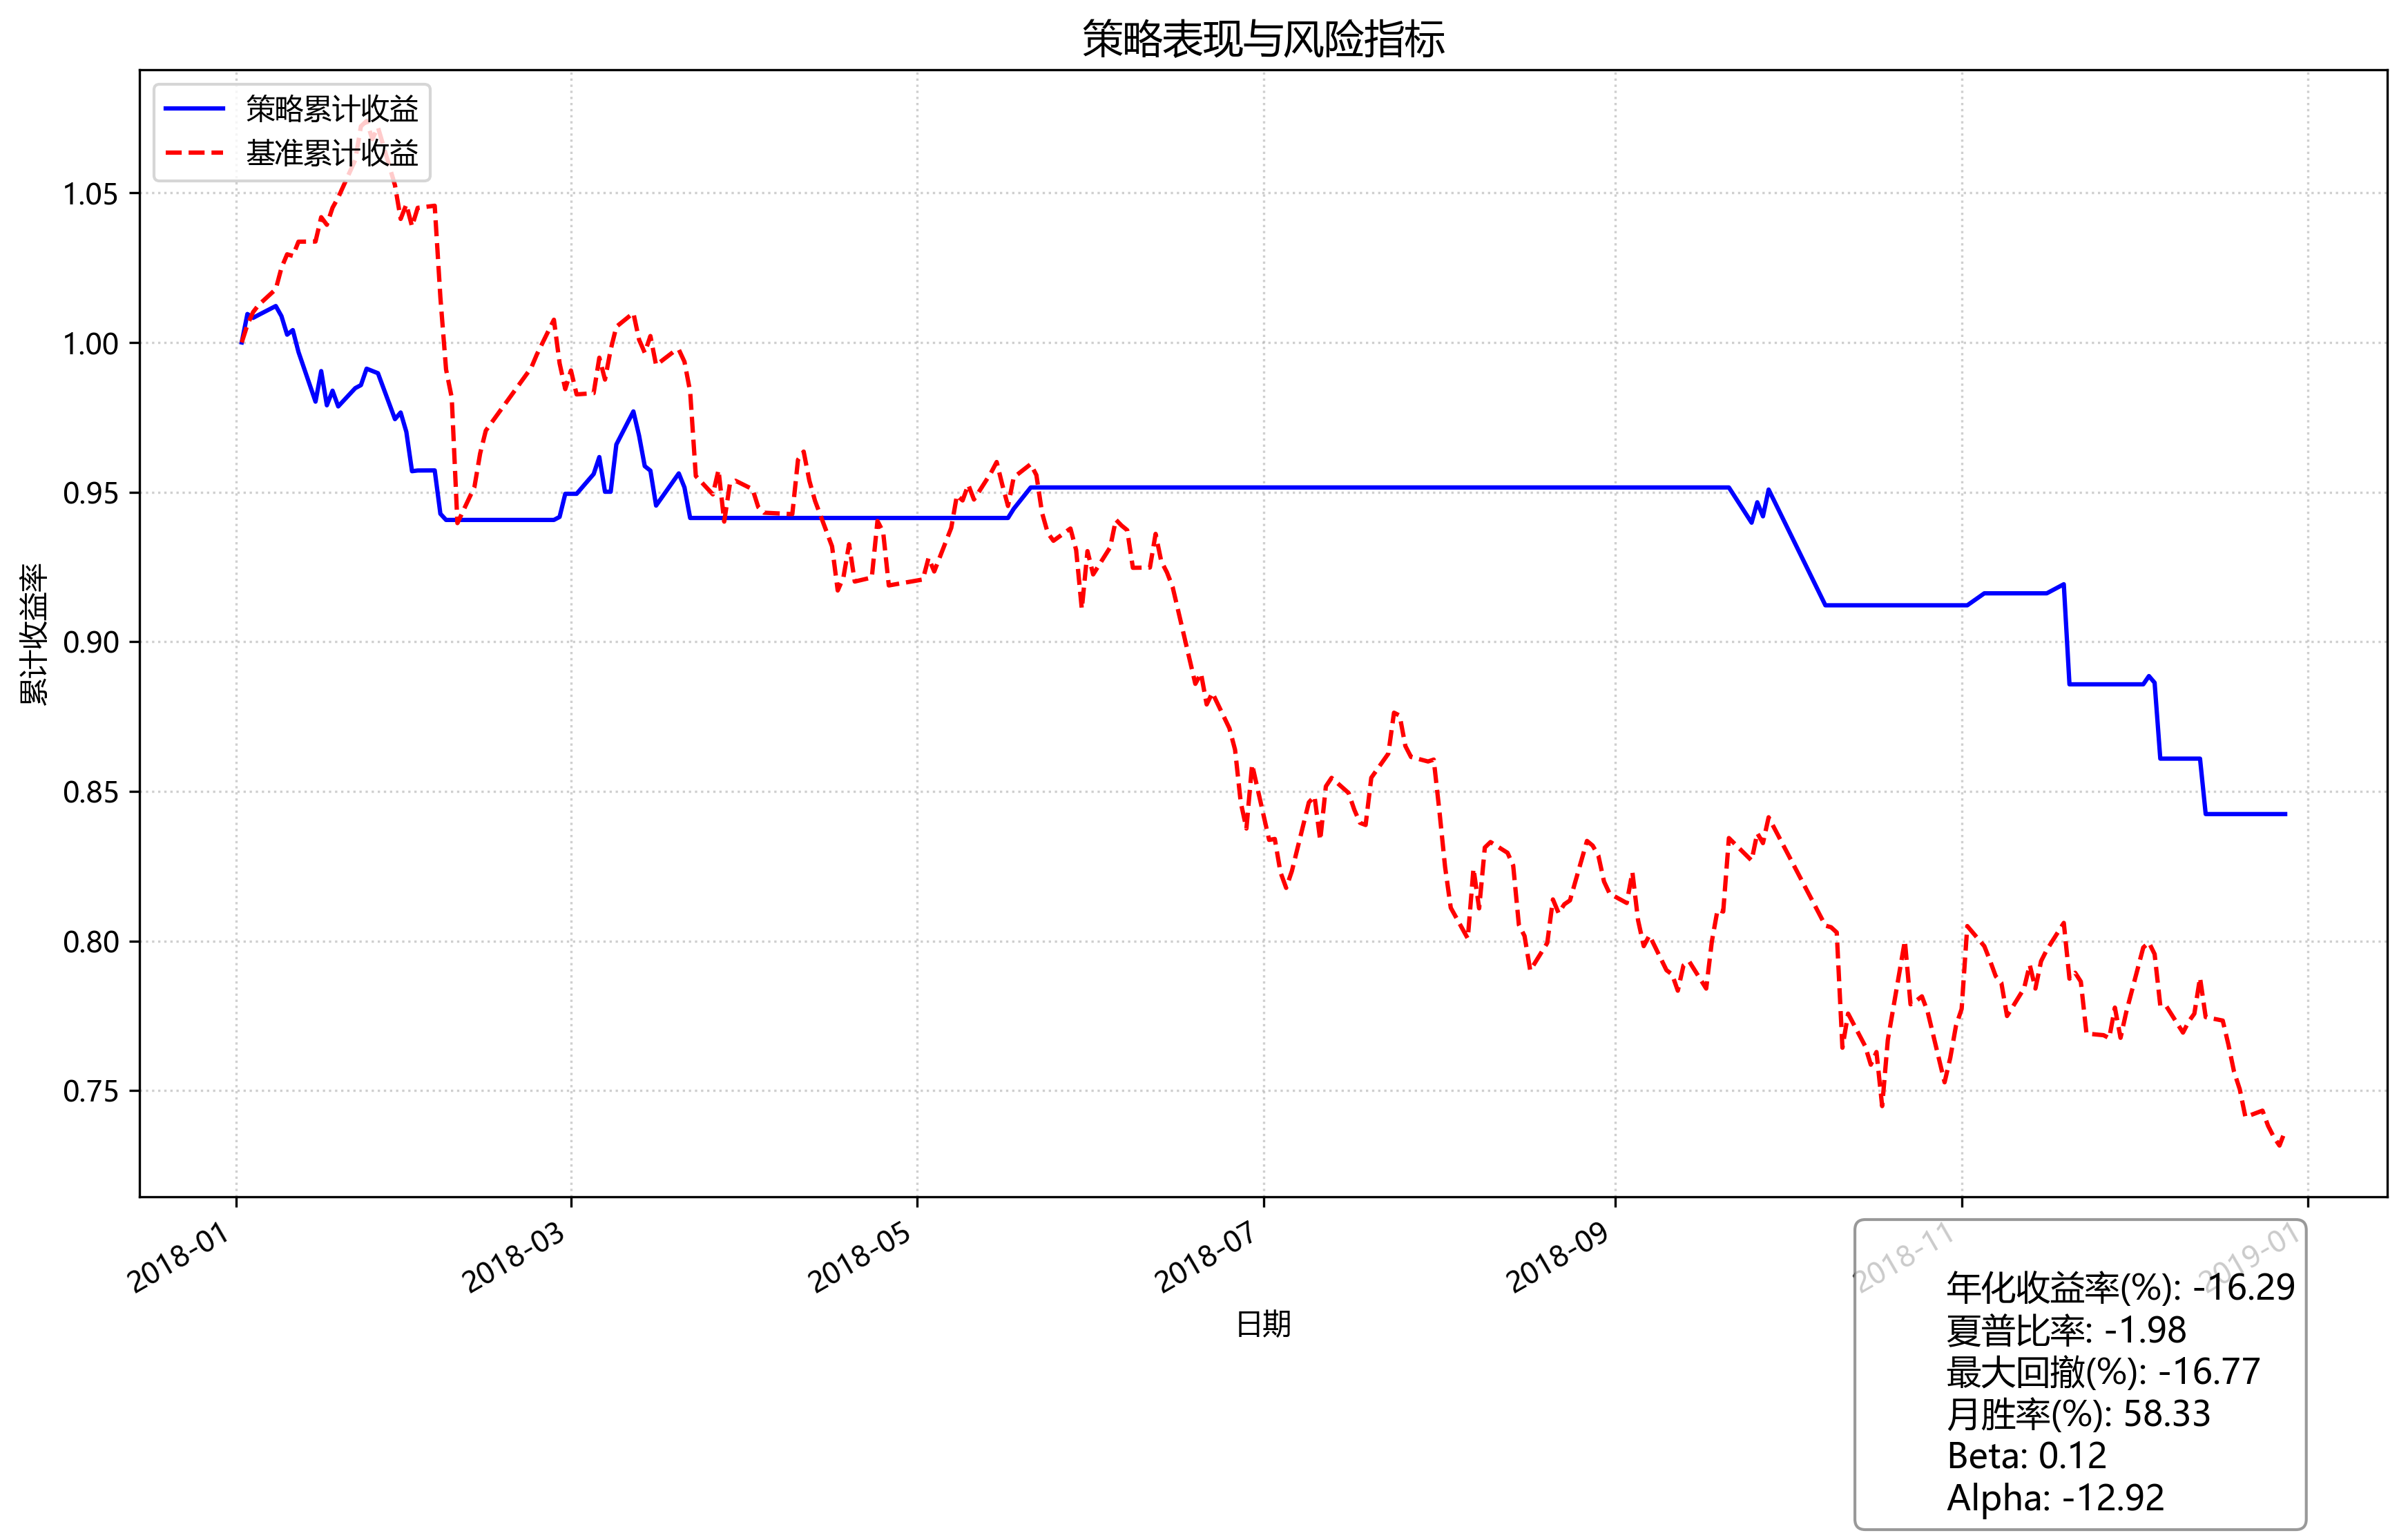 策略表现与风险指标
策略累计收益
基准累计收益
1.05
1.00
0.95
0.90
0.85
0.80
0.75
累计收益率
2018-01
2018-03
2018-05
2018-07
2018-09
2018-11
2019-01
日期
年化收益率(%): -16.29
夏普比率: -1.98
最大回撤(%): -16.77
月胜率(%): 58.33
Beta: 0.12
Alpha: -12.92